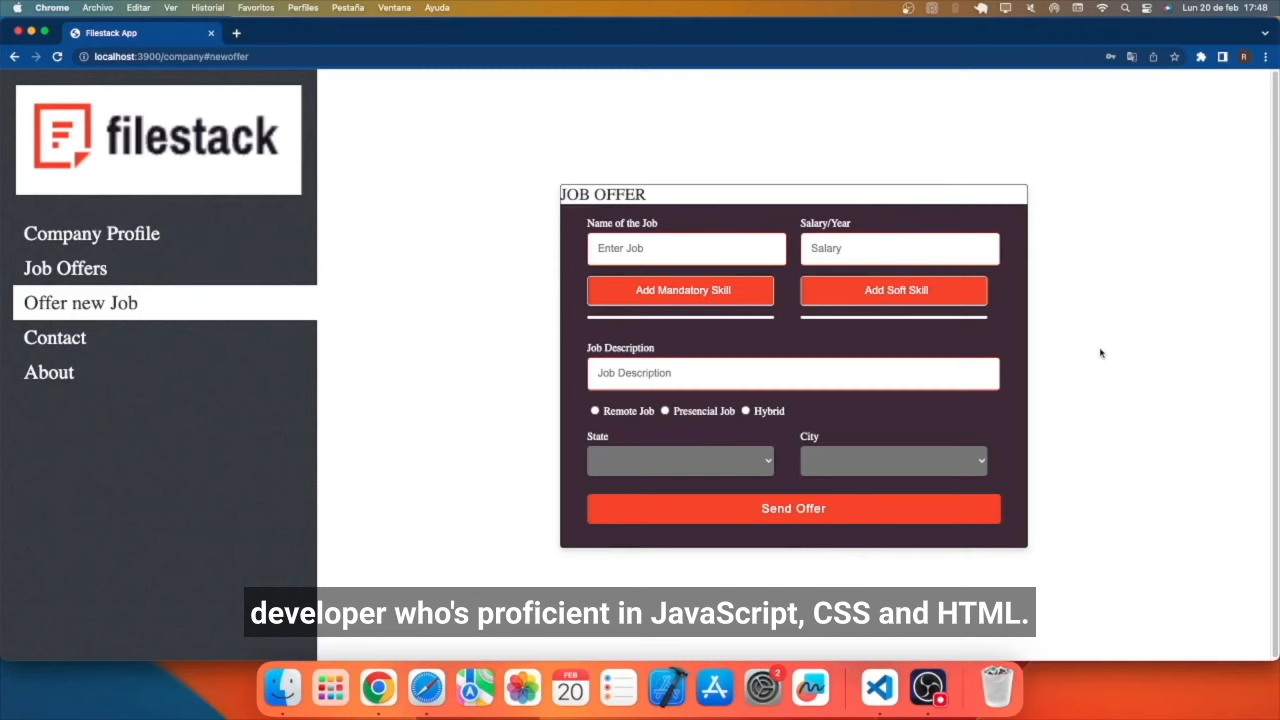 Chrome Archivo Editar Ver Historial Favoritos Perfiles Pestaña Ventana Ayuda Lun 20 de feb 17:48
Filestack App
localhost:3900/company#newoffer R
filestack
Company Profile
Job Offers
Offer new Job
Contact
About
JOB OFFER
Name of the Job Salary/Year
Enter Job Salary
Add Mandatory Skill Add Soft Skill
Job Description
Job Description
Remote Job Presencial Job Hybrid
State City
Send Offer
developer who's proficient in JavaScript, CSS and HTML.
FEB
20
2